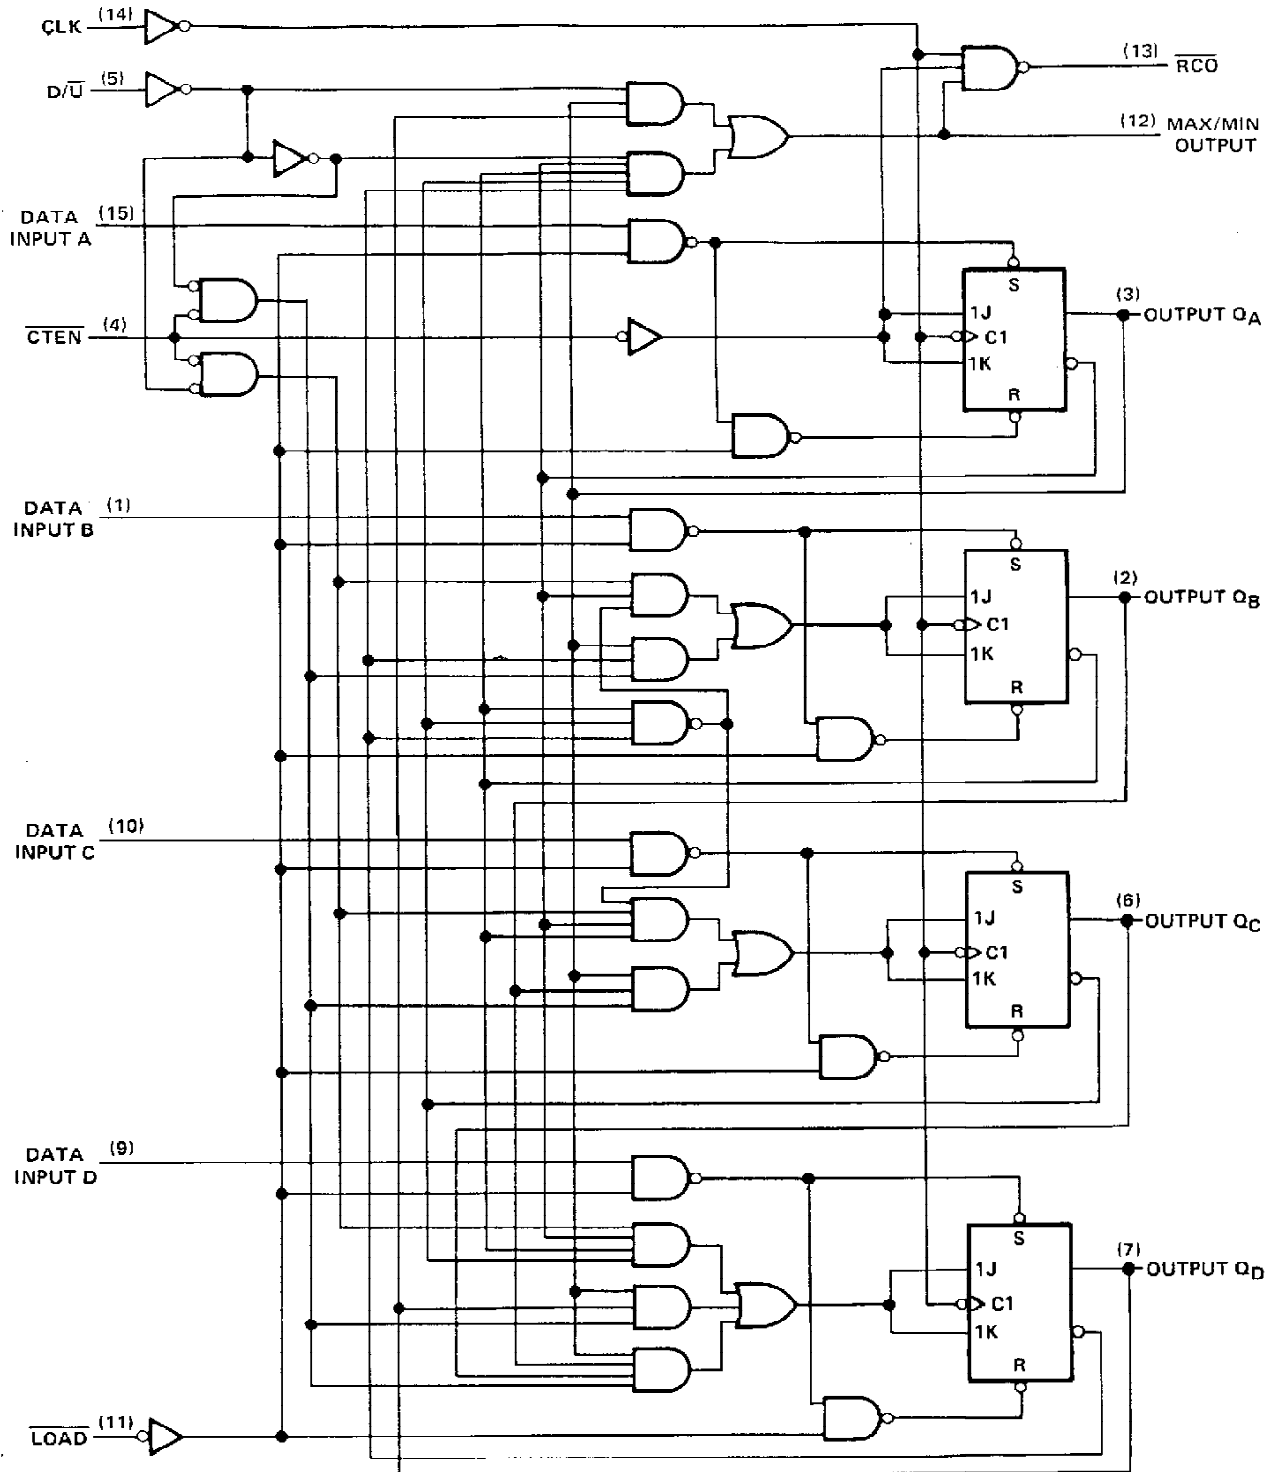 CLK (14)
(13) RCO
D/U (5)
(12) MAX/MIN
OUTPUT
DATA (15)
INPUT A
S
(3)
1J OUTPUT QA
CTEN (4)
C1
1K
R
DATA (1)
INPUT B
S
(2)
1J OUTPUT QB
C1
1K
R
DATA (10)
INPUT C
S
(6)
1J OUTPUT QC
C1
1K
R
DATA (9)
INPUT D
S
(7)
1J OUTPUT QD
C1
1K
R
LOAD (11)